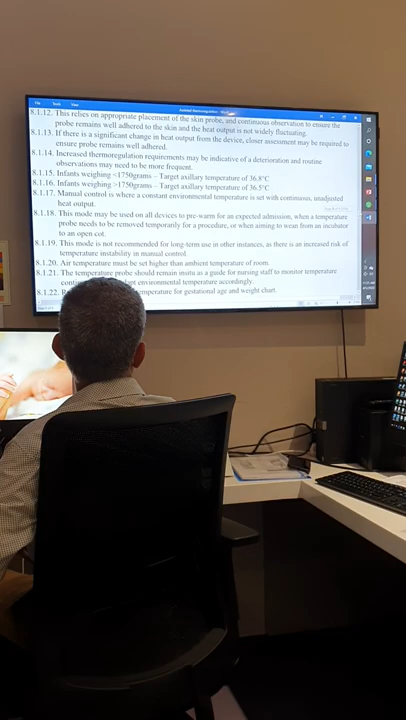 File Tools View
8.1.12. This relies on appropriate placement of the skin probe, and continuous observation to ensure the
probe remains well adhered to the skin and the heat output is not widely fluctuating.
8.1.13. If there is a significant change in heat output from the device, closer assessment may be required to
ensure probe remains well adhered.
8.1.14. Increased thermoregulation requirements may be indicative of a deterioration and routine
observations may need to be more frequent.
8.1.15. Infants weighing <1750grams – Target axillary temperature of 36.8°C
8.1.16. Infants weighing >1750grams – Target axillary temperature of 36.5°C
8.1.17. Manual control is where a constant environmental temperature is set with continuous, unadjusted
heat output.
8.1.18. This mode may be used on all devices to pre-warm for an expected admission, when a temperature
probe needs to be removed temporarily for a procedure, or when aiming to wean from an incubator
to an open cot.
8.1.19. This mode is not recommended for long-term use in other instances, as there is an increased risk of
temperature instability in manual control.
8.1.20. Air temperature must be set higher than ambient temperature of room.
8.1.21. The temperature probe should remain insitu as a guide for nursing staff to monitor temperature
environmental temperature accordingly.
8.1.22. temperature for gestational age and weight chart.